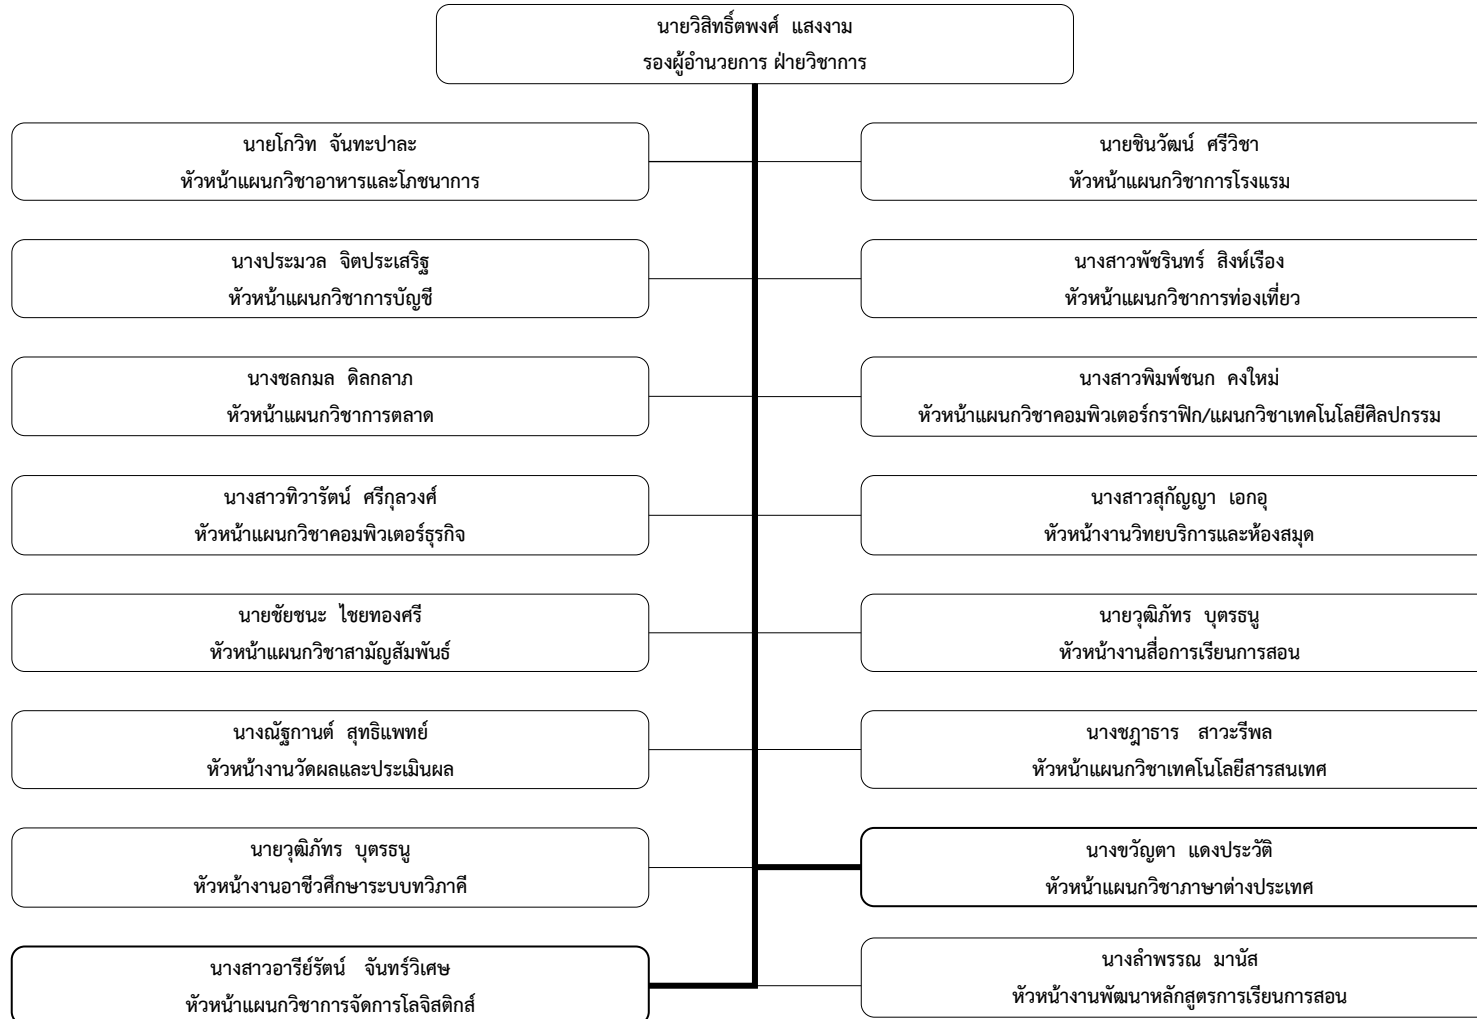 นายวิสิทธิ์ตพงศ์ แสงงาม
รองผู้อำนวยการ ฝ่ายวิชาการ
นายโกวิท จันทะปาละ
หัวหน้าแผนกวิชาอาหารและโภชนาการ
นายชินวัฒน์ ศรีวิชา
หัวหน้าแผนกวิชาการโรงแรม
นางประมวล จิตประเสริฐ
หัวหน้าแผนกวิชาการบัญชี
นางสาวพัชรินทร์ สิงห์เรือง
หัวหน้าแผนกวิชาการท่องเที่ยว
นางชลกมล ดิลกลาภ
หัวหน้าแผนกวิชาการตลาด
นางสาวพิมพ์ชนก คงใหม่
หัวหน้าแผนกวิชาคอมพิวเตอร์กราฟิก/แผนกวิชาเทคโนโลยีศิลปกรรม
นางสาวทิวารัตน์ ศรีกุลวงศ์
หัวหน้าแผนกวิชาคอมพิวเตอร์ธุรกิจ
นางสาวสุกัญญา เอกอุ
หัวหน้างานวิทยบริการและห้องสมุด
นายชัยชนะ ไชยทองศรี
หัวหน้าแผนกวิชาสามัญสัมพันธ์
นายวุฒิภัทร บุตรธนู
หัวหน้างานสื่อการเรียนการสอน
นางณัฐกานต์ สุทธิแพทย์
หัวหน้างานวัดผลและประเมินผล
นางชฎาธาร สาวะรีพล
หัวหน้าแผนกวิชาเทคโนโลยีสารสนเทศ
นายวุฒิภัทร บุตรธนู
หัวหน้างานอาชีวศึกษาระบบทวิภาคี
นางขวัญตา แดงประวัติ
หัวหน้าแผนกวิชาภาษาต่างประเทศ
นางสาวอารีย์รัตน์ จันทร์วิเศษ
หัวหน้าแผนกวิชาการจัดการโลจิสติกส์
นางลำพรรณ มานัส
หัวหน้างานพัฒนาหลักสูตรการเรียนการสอน